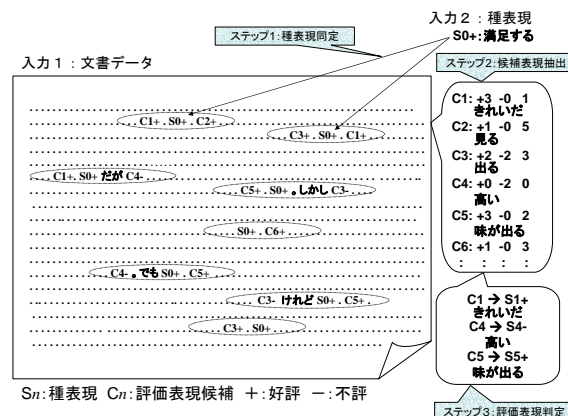 入力2：種表現
S0+:満足する
ステップ1:種表現同定
入力1：文書データ
ステップ2:候補表現抽出
C1+. S0+. C2+
C3+. S0+. C1+
C1+. S0+ だが C4-
C5+. S0+ 。しかし C3-
S0+. C6+
C4- 。でも S0+. C5+
C3- けれど S0+. C5+
C3+. S0+
C1: +3 -0 1
きれいだ
C2: +1 -0 5
見る
C3: +2 -2 3
出る
C4: +0 -2 0
高い
C5: +3 -0 2
味が出る
C6: +1 -0 3
: : : :
C1 → S1+
きれいだ
C4 → S4-
高い
C5 → S5+
味が出る
Sn:種表現 Cn:評価表現候補 ＋:好評 －:不評
ステップ3:評価表現判定